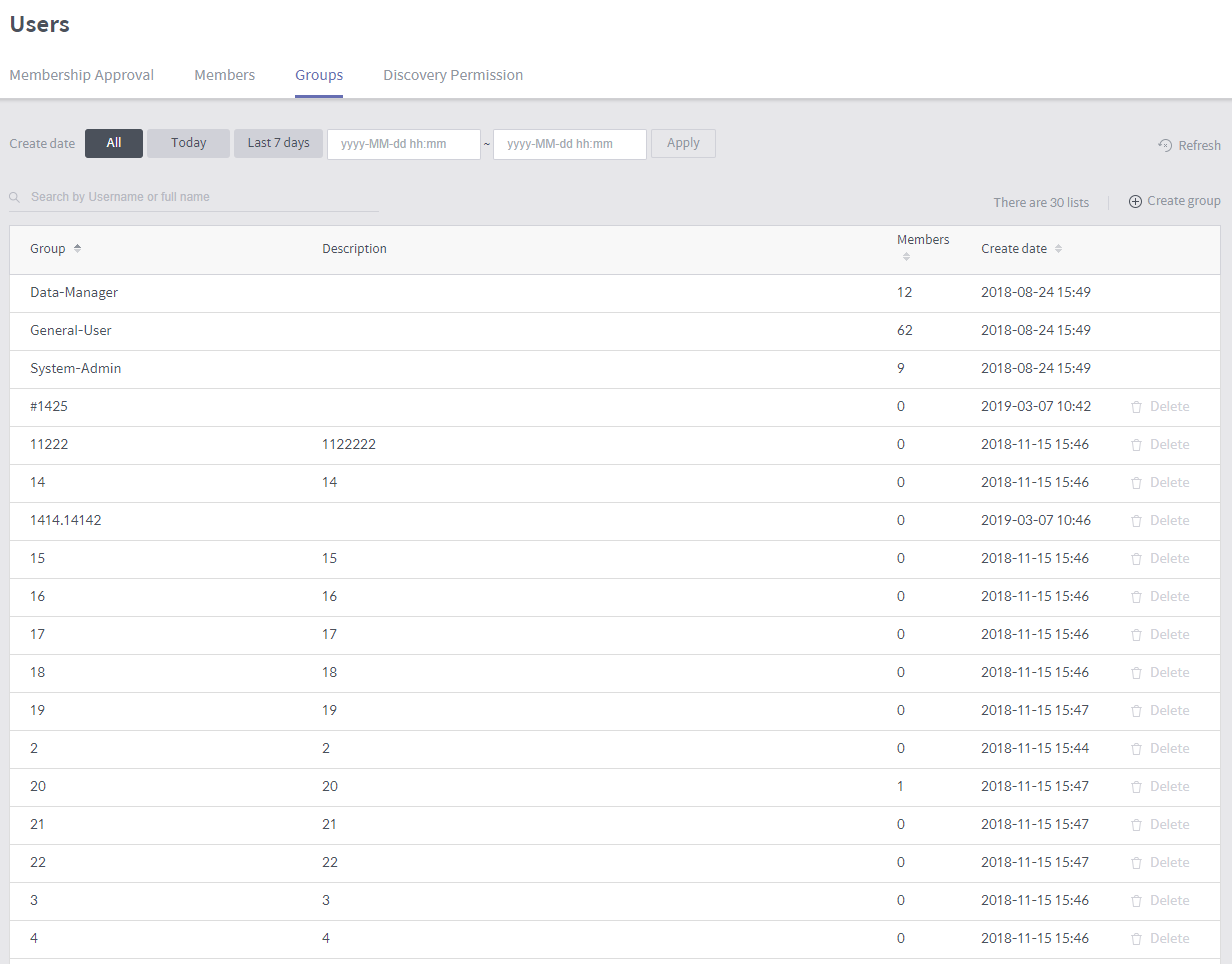 Users
Membership Approval Members Groups Discovery Permission
Create date All Today Last 7 days yyyy-MM-dd hh:mm ~ yyyy-MM-dd hh:mm Apply Refresh
Search by Username or full name There are 30 lists Create group
Group Description Members Create date
Data-Manager 12 2018-08-24 15:49
General-User 62 2018-08-24 15:49
System-Admin 9 2018-08-24 15:49
#1425 0 2019-03-07 10:42 Delete
11222 1122222 0 2018-11-15 15:46 Delete
14 14 0 2018-11-15 15:46 Delete
1414.14142 0 2019-03-07 10:46 Delete
15 15 0 2018-11-15 15:46 Delete
16 16 0 2018-11-15 15:46 Delete
17 17 0 2018-11-15 15:46 Delete
18 18 0 2018-11-15 15:46 Delete
19 19 0 2018-11-15 15:47 Delete
2 2 0 2018-11-15 15:44 Delete
20 20 1 2018-11-15 15:47 Delete
21 21 0 2018-11-15 15:47 Delete
22 22 0 2018-11-15 15:47 Delete
3 3 0 2018-11-15 15:46 Delete
4 4 0 2018-11-15 15:46 Delete